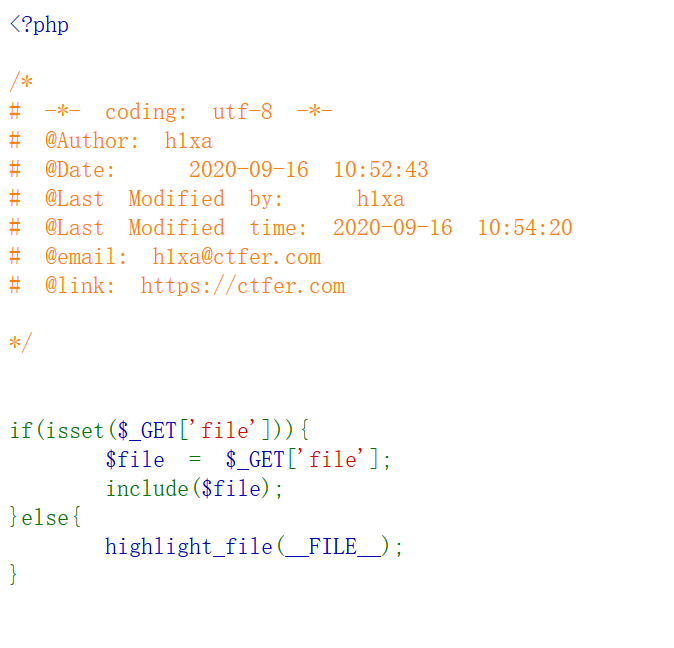 <?php
/*
# -*- coding: utf-8 -*-
# @Author: h1xa
# @Date: 2020-09-16 10:52:43
# @Last Modified by: h1xa
# @Last Modified time: 2020-09-16 10:54:20
# @email: h1xa@ctfer.com
# @link: https://ctfer.com
*/
if(isset($_GET['file'])){
$file = $_GET['file'];
include($file);
}else{
highlight_file(__FILE__);
}